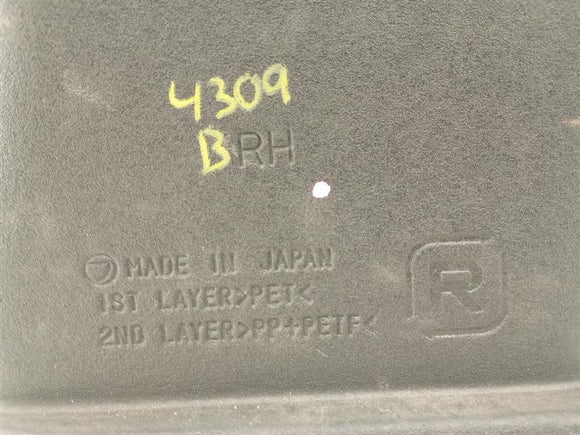 4309
BRH
MADE IN JAPAN
1ST LAYER>PET<
2ND LAYER>PP+PETF<
R